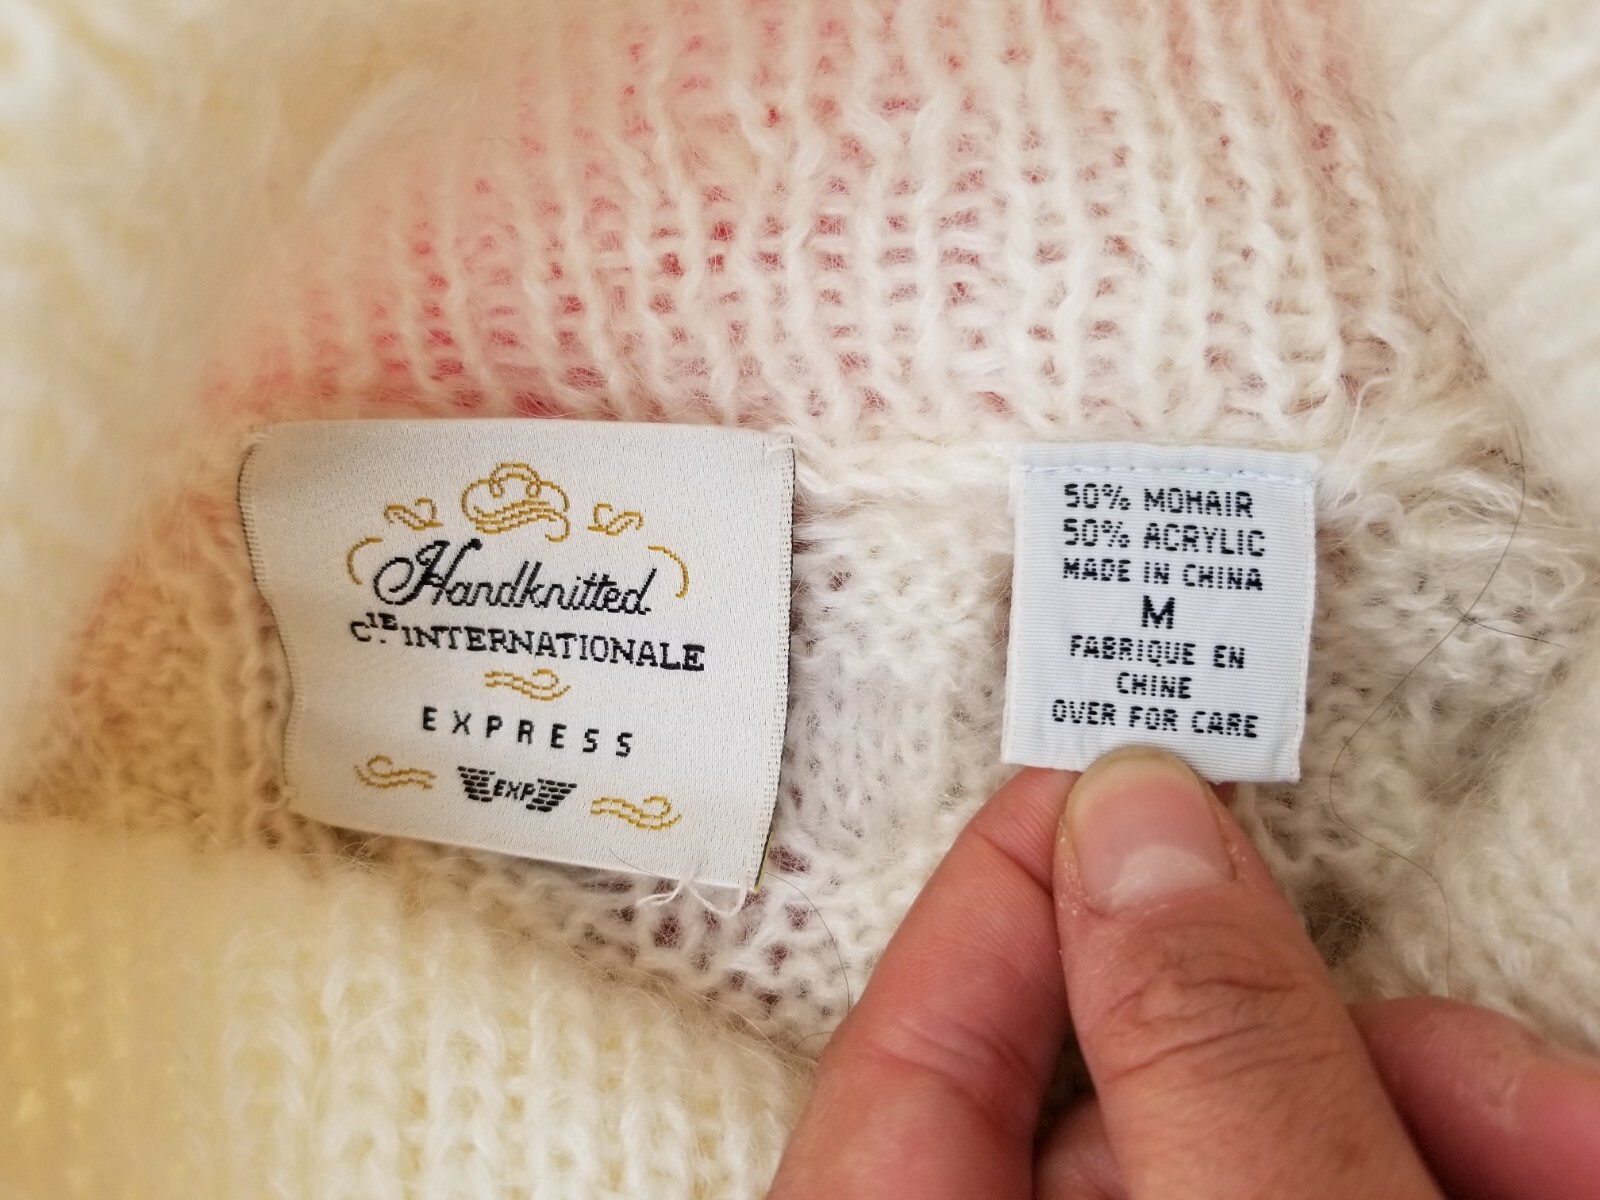 Handknitted
CIE. INTERNATIONALE
EXPRESS
EXP
50% MOHAIR
50% ACRYLIC
MADE IN CHINA
M
FABRIQUE EN
CHINE
OVER FOR CARE